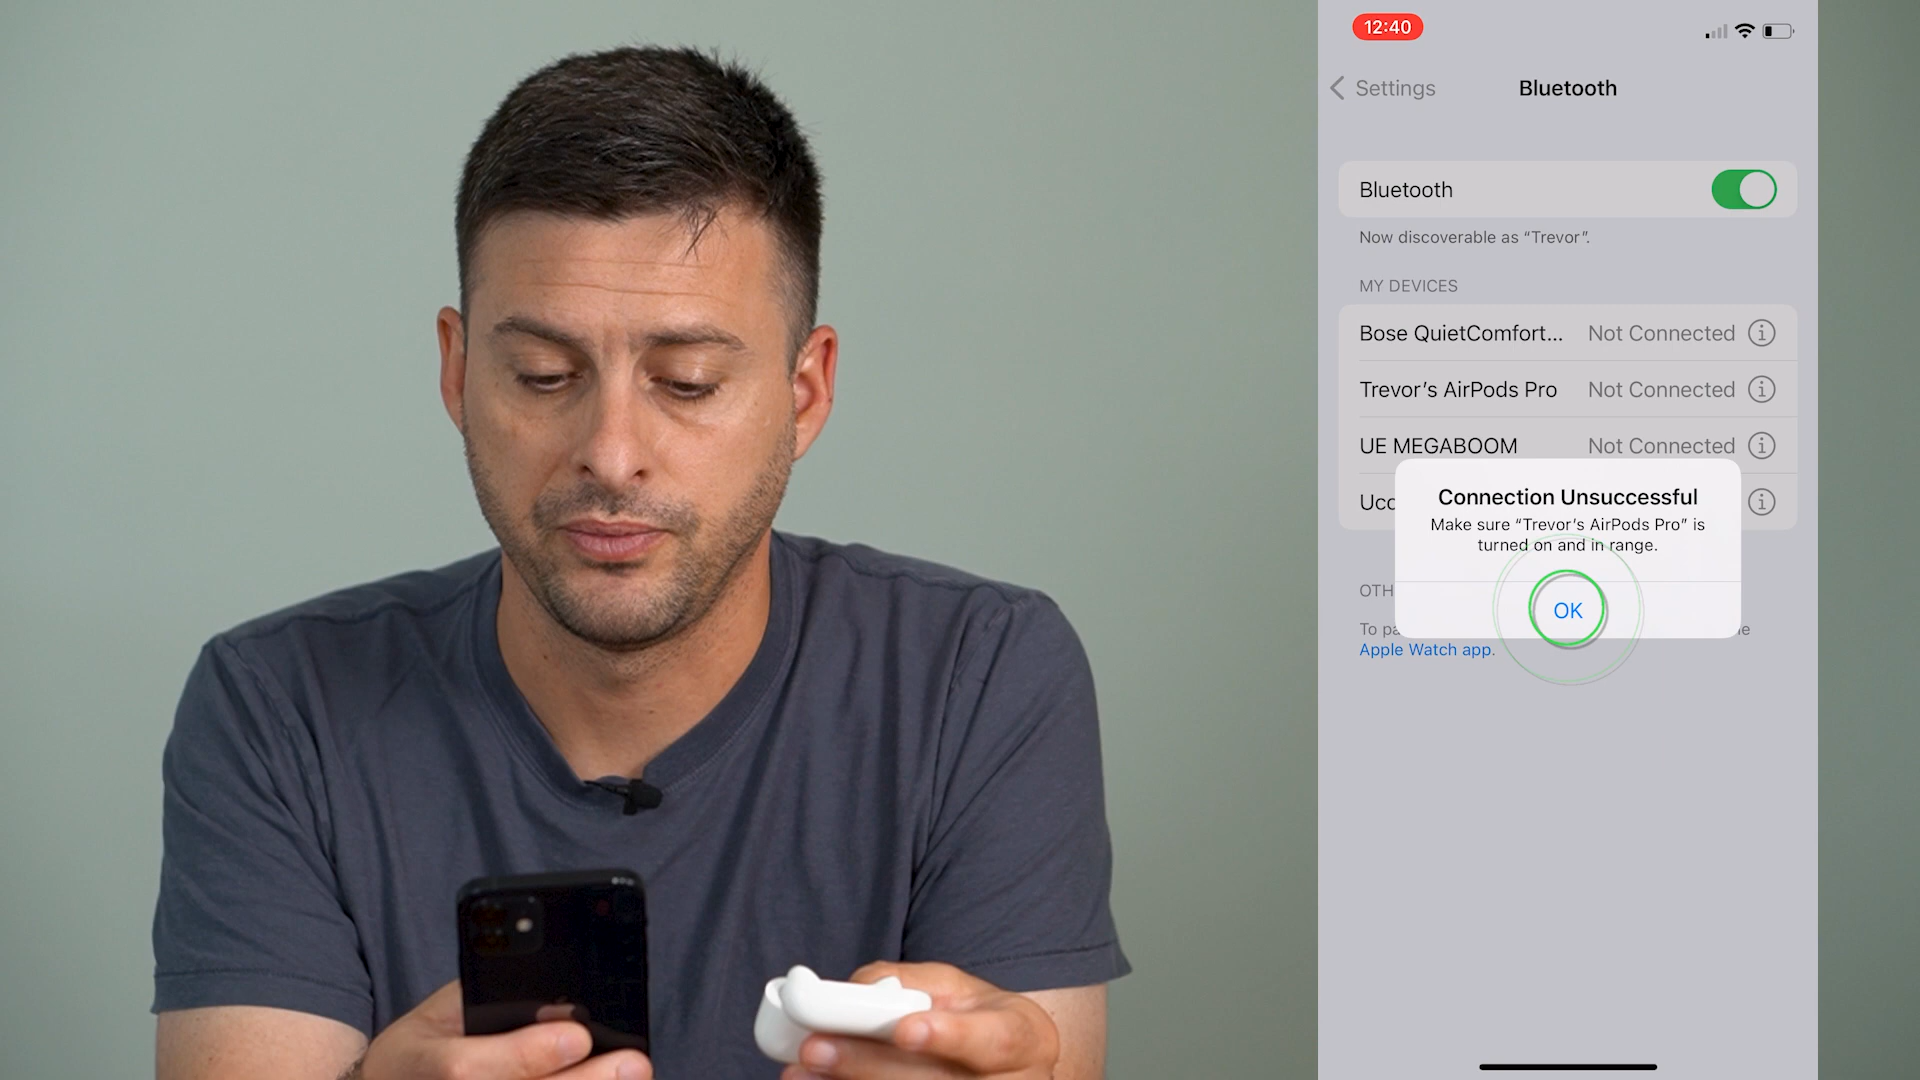 12:40
Settings
Bluetooth
Bluetooth
Now discoverable as “Trevor”.
MY DEVICES
Bose QuietComfort... Not Connected
Trevor’s AirPods Pro Not Connected
UE MEGABOOM Not Connected
Connection Unsuccessful
Make sure “Trevor’s AirPods Pro” is
turned on and in range.
OK
To
Apple Watch app.